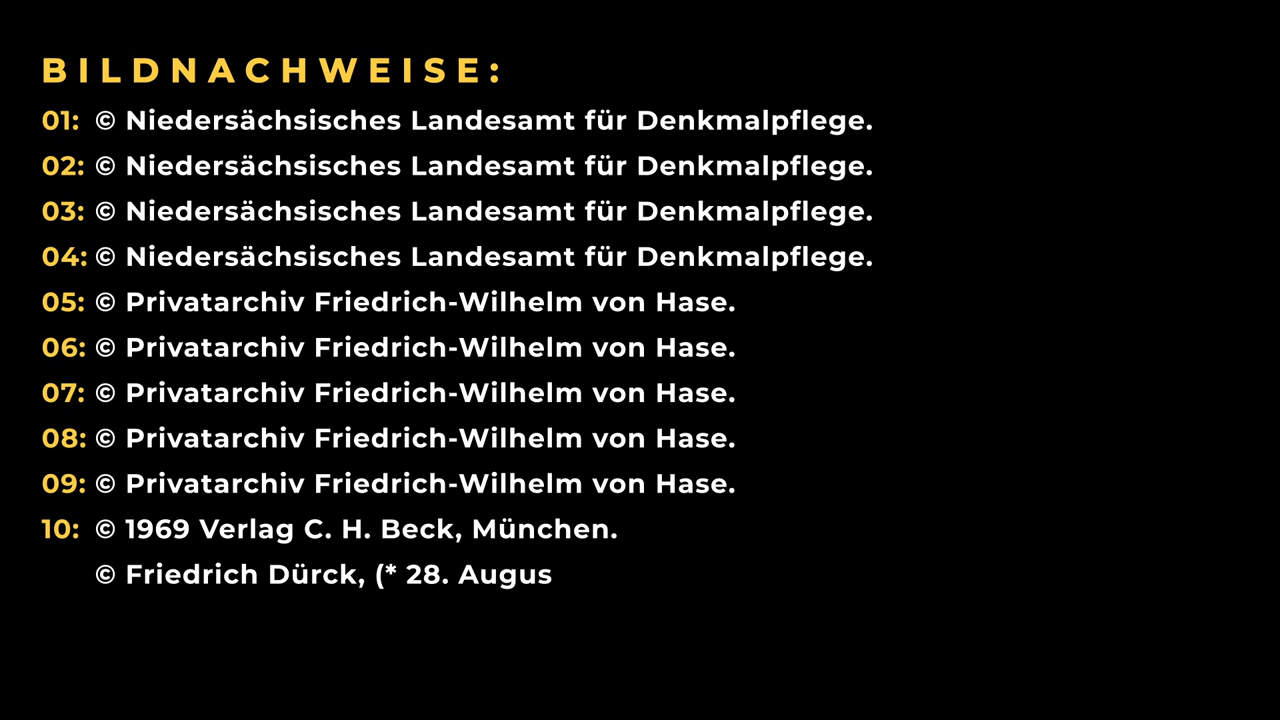 BILDNACHWEISE:
01: © Niedersächsisches Landesamt für Denkmalpflege.
02: © Niedersächsisches Landesamt für Denkmalpflege.
03: © Niedersächsisches Landesamt für Denkmalpflege.
04: © Niedersächsisches Landesamt für Denkmalpflege.
05: © Privatarchiv Friedrich-Wilhelm von Hase.
06: © Privatarchiv Friedrich-Wilhelm von Hase.
07: © Privatarchiv Friedrich-Wilhelm von Hase.
08: © Privatarchiv Friedrich-Wilhelm von Hase.
09: © Privatarchiv Friedrich-Wilhelm von Hase.
10: © 1969 Verlag C. H. Beck, München.
© Friedrich Dürck, (* 28. Augus